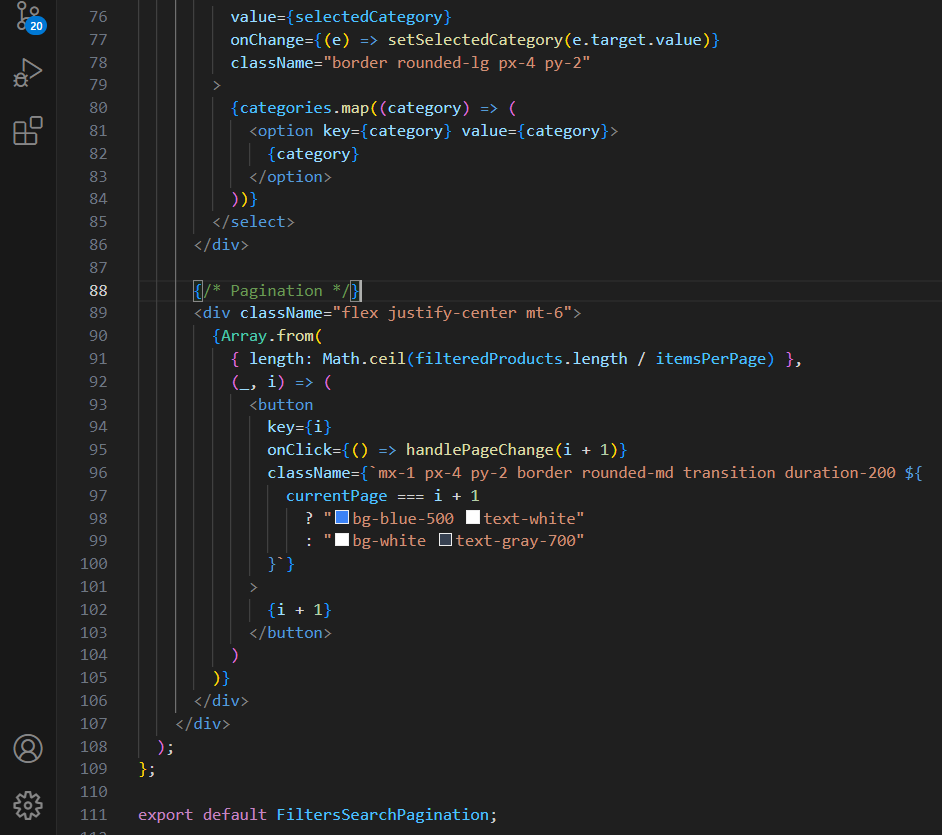 20
76 value={selectedCategory}
77 onChange={(e) => setSelectedCategory(e.target.value)}
78 className="border rounded-lg px-4 py-2"
79 >
80 {categories.map((category) => (
81 <option key={category} value={category}>
82 {category}
83 </option>
84 ))}
85 </select>
86 </div>
87
88 {/* Pagination */}
89 <div className="flex justify-center mt-6">
90 {Array.from(
91 { length: Math.ceil(filteredProducts.length / itemsPerPage) },
92 (_, i) => (
93 <button
94 key={i}
95 onClick={() => handlePageChange(i + 1)}
96 className={`mx-1 px-4 py-2 border rounded-md transition duration-200 ${
97 currentPage === i + 1
98 ? "bg-blue-500 text-white"
99 : "bg-white text-gray-700"
100 }`}
101 >
102 {i + 1}
103 </button>
104 )
105 )}
106 </div>
107 </div>
108 );
109 };
110
111 export default FiltersSearchPagination;